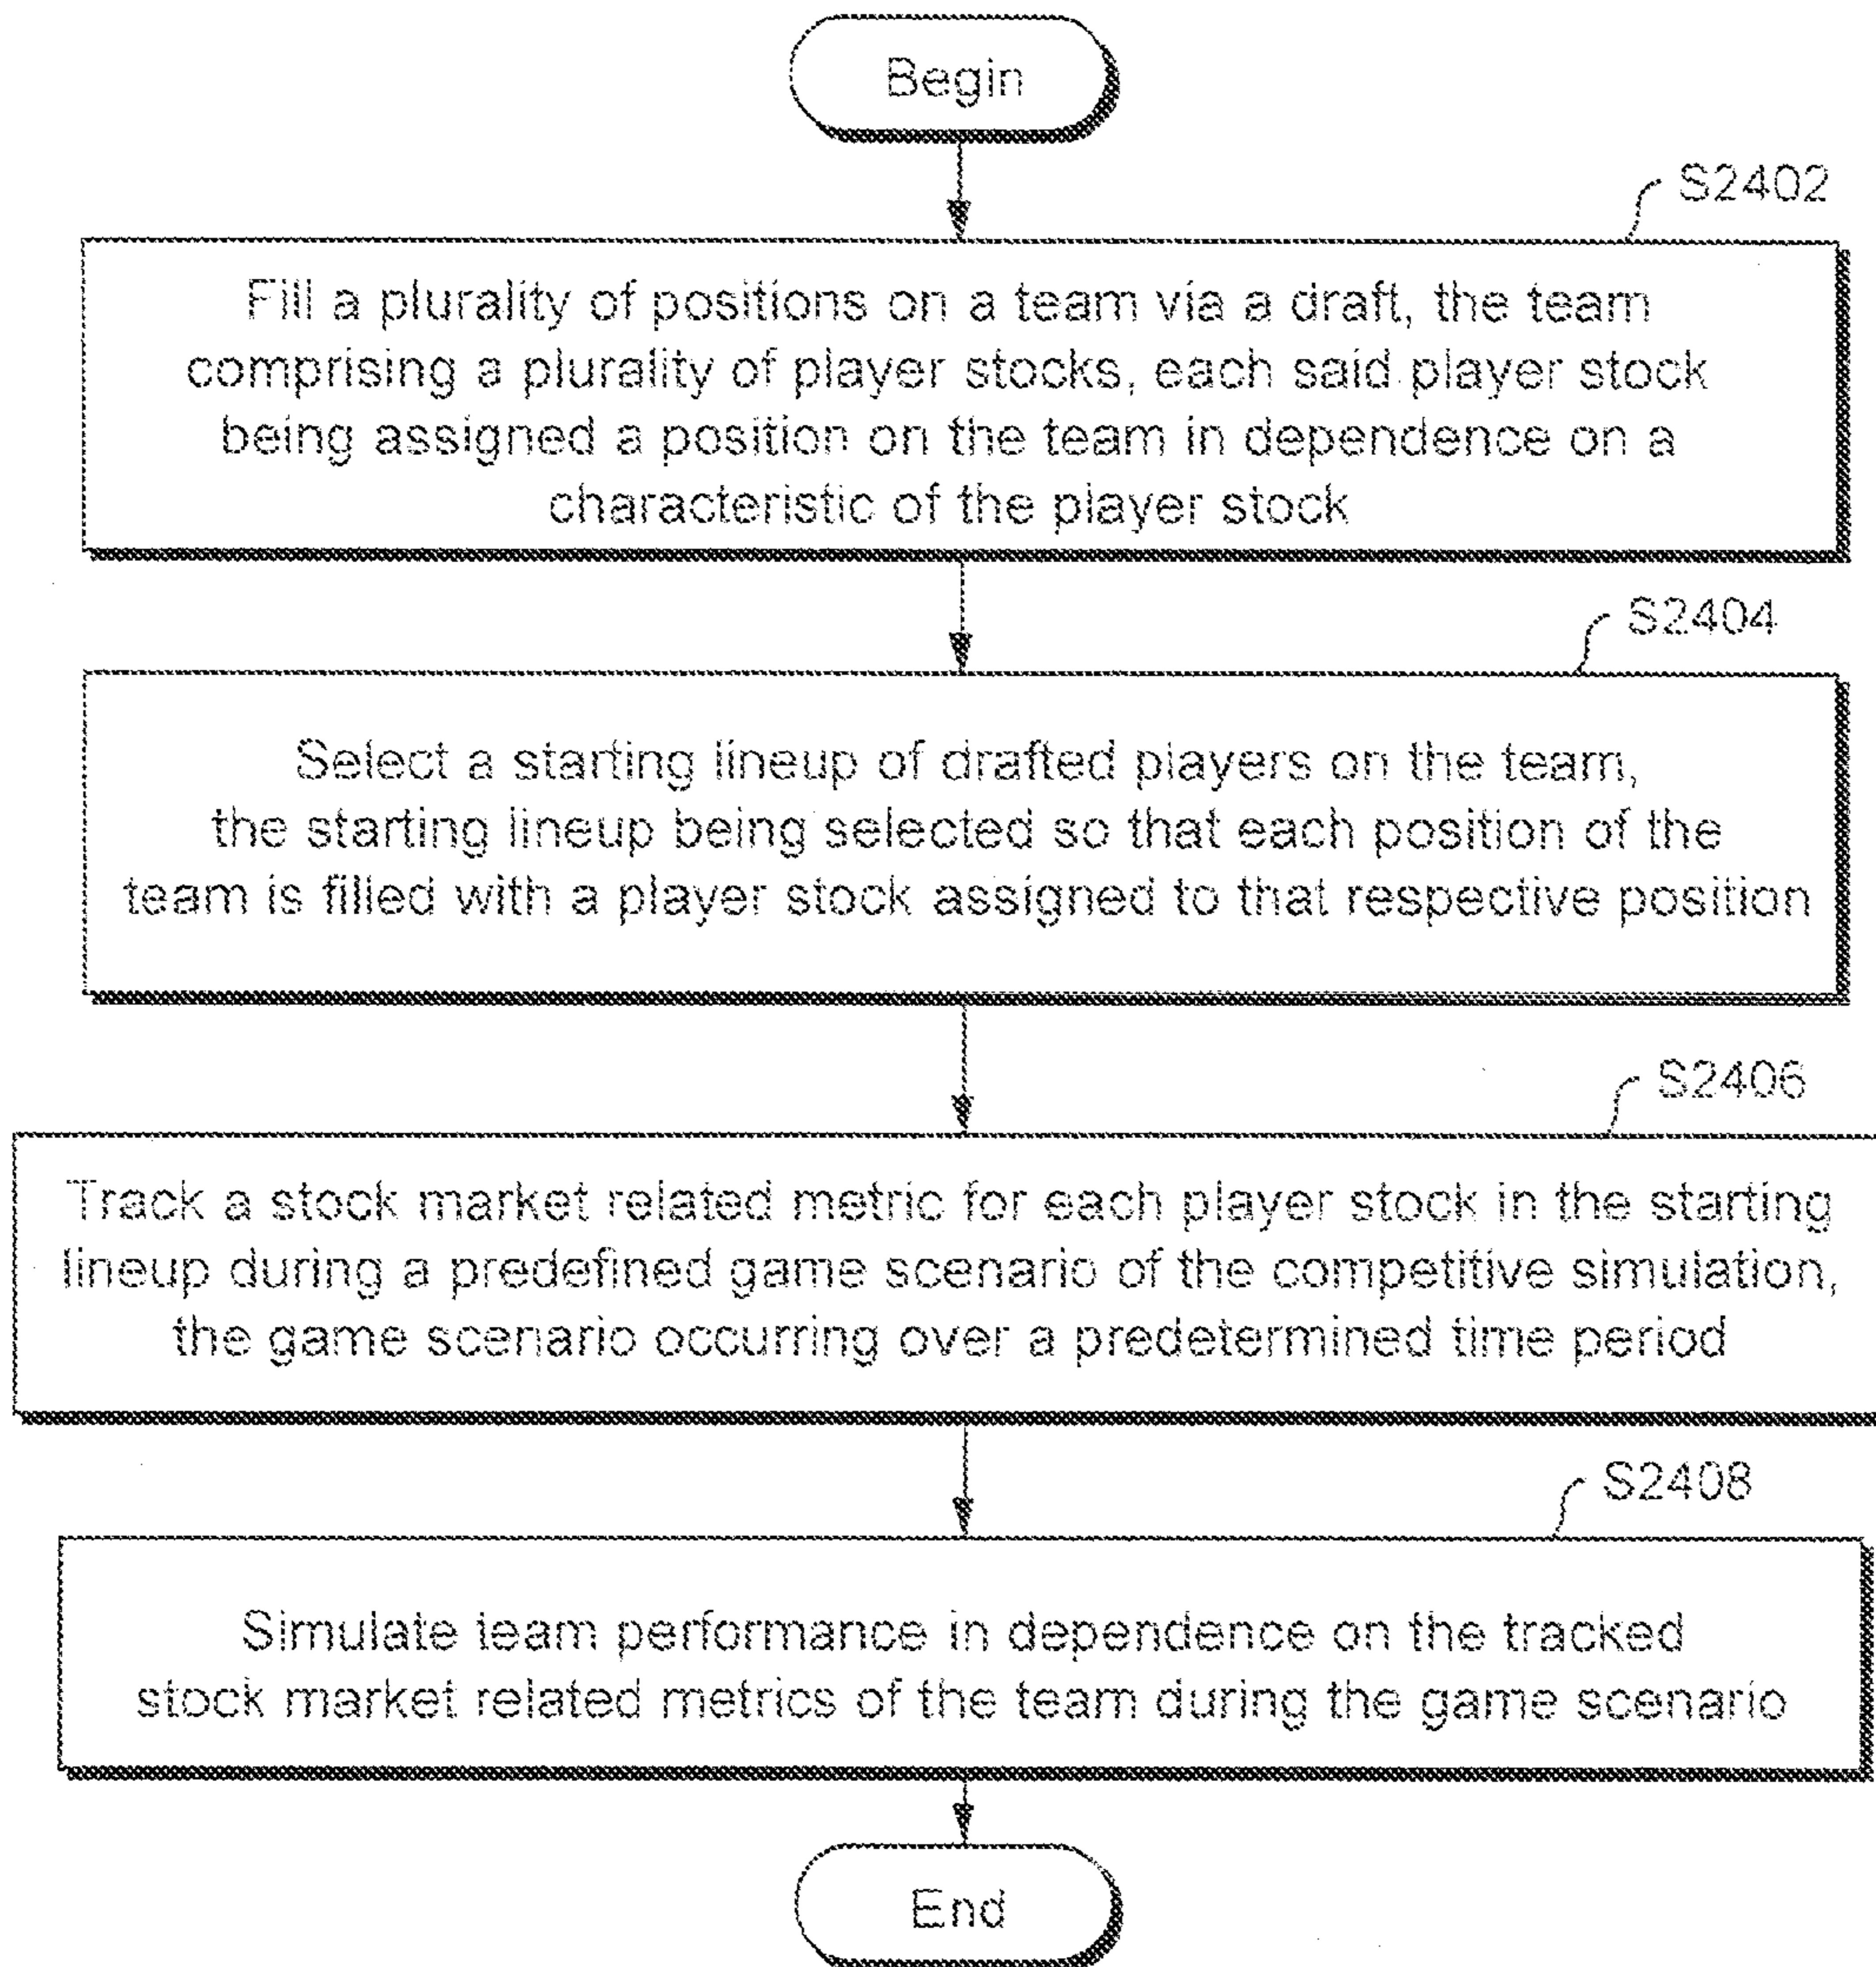 Begin
S2402
Fill a plurality of positions on a team via a draft, the team
comprising a plurality of player stocks, each said player stock
being assigned a position on the team in dependence on a
characteristic of the player stock
S2404
Select a starting lineup of drafted players on the team,
the starting lineup being selected so that each position of the
team is filled with a player stock assigned to that respective position
S2406
Track a stock market related metric for each player stock in the starting
lineup during a predefined game scenario of the competitive simulation,
the game scenario occurring over a predetermined time period
S2408
Simulate team performance in dependence on the tracked
stock market related metrics of the team during the game scenario
End